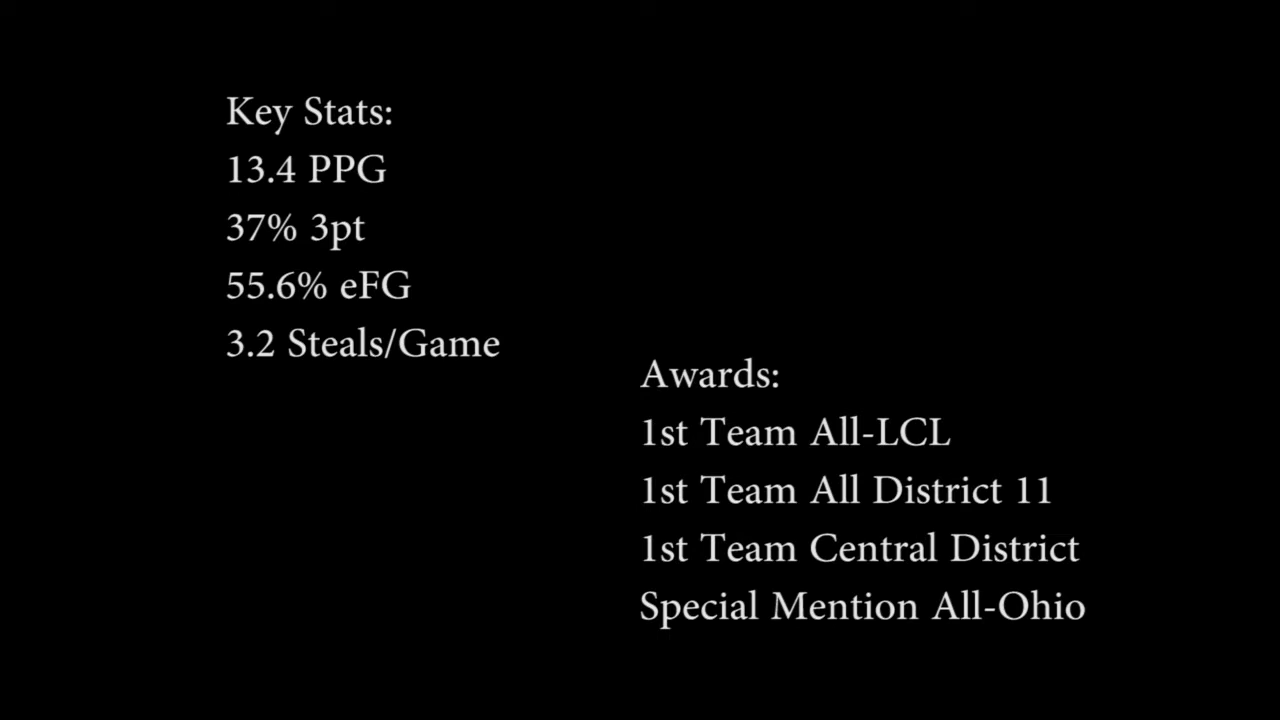 Key Stats:
13.4 PPG
37% 3pt
55.6% eFG
3.2 Steals/Game
Awards:
1st Team All-LCL
1st Team All District 11
1st Team Central District
Special Mention All-Ohio